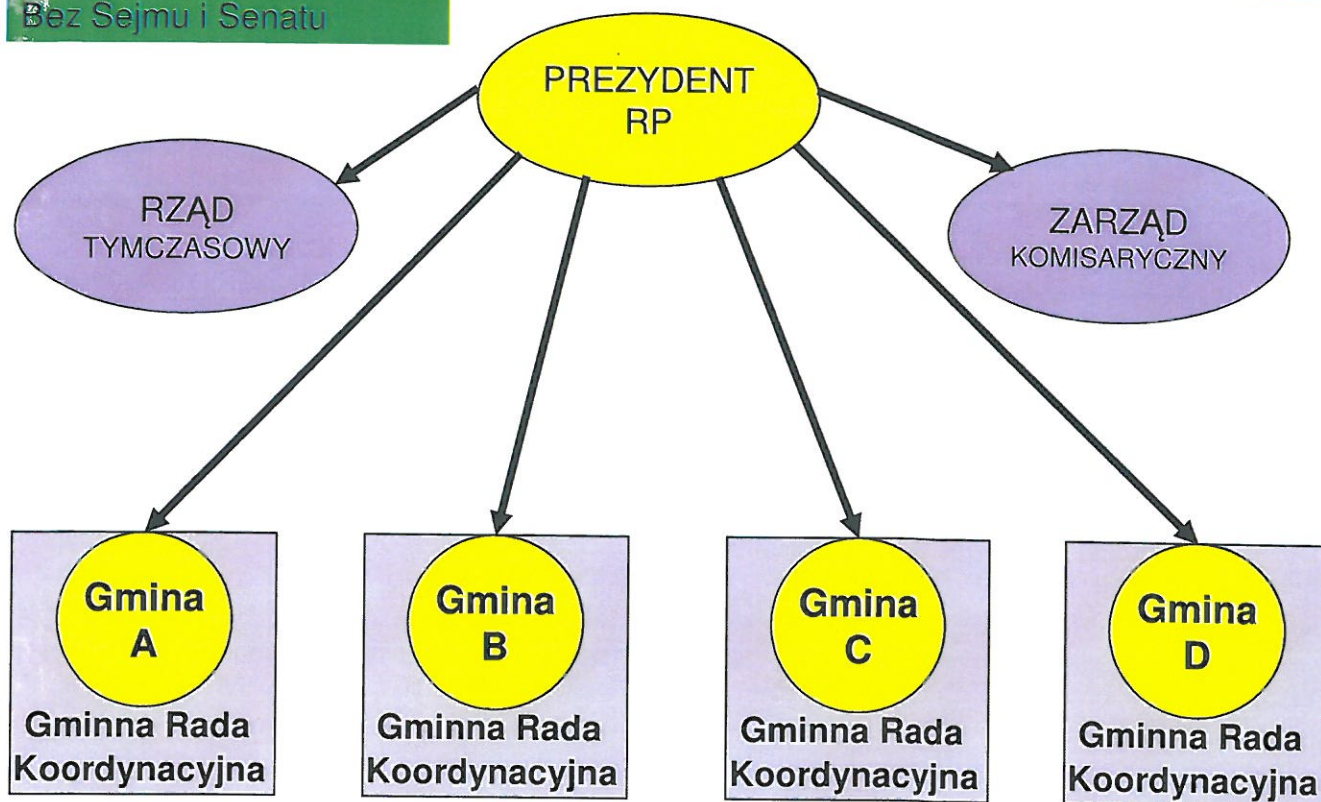 Bez Sejmu i Senatu
PREZYDENT
RP
RZĄD
TYMCZASOWY
ZARZĄD
KOMISARYCZNY
Gmina
A
Gminna Rada
Koordynacyjna
Gmina
B
Gminna Rada
Koordynacyjna
Gmina
C
Gminna Rada
Koordynacyjna
Gmina
D
Gminna Rada
Koordynacyjna